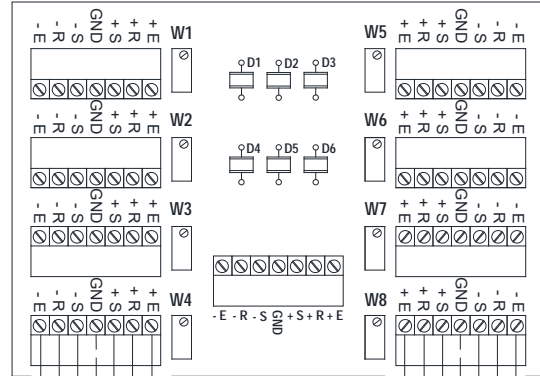 - E - R - S GND + S + R + E
W1
D1 D2 D3
W5
+ E + R + S GND - S - R - E
- E - R - S GND + S + R + E
W2
D4 D5 D6
W6
+ E + R + S GND - S - R - E
- E - R - S GND + S + R + E
W3
W7
+ E + R + S GND - S - R - E
- E - R - S GND + S + R + E
W4
- E - R - S GND + S + R + E
W8
+ E + R + S GND - S - R - E